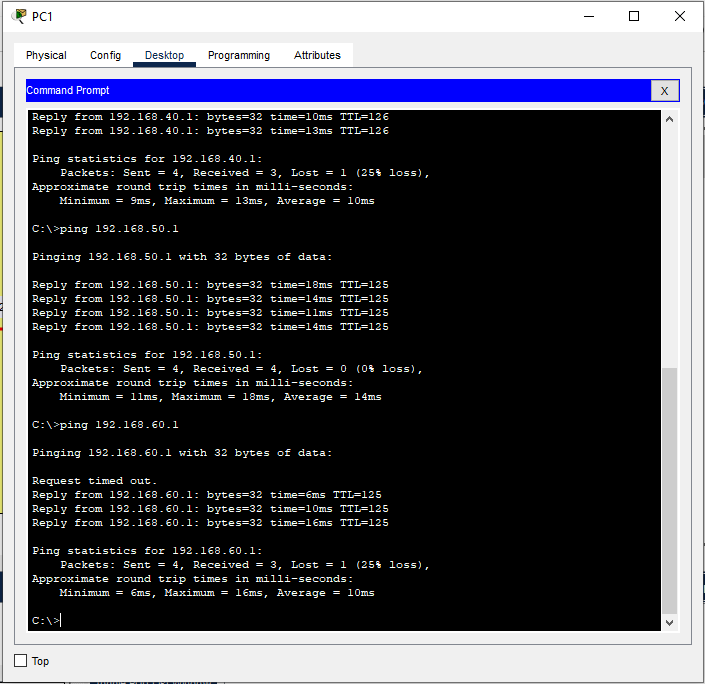 PC1
Physical Config Desktop Programming Attributes
Command Prompt X
Reply from 192.168.40.1: bytes=32 time=10ms TTL=126
Reply from 192.168.40.1: bytes=32 time=13ms TTL=126
Ping statistics for 192.168.40.1:
Packets: Sent = 4, Received = 3, Lost = 1 (25% loss),
Approximate round trip times in milli-seconds:
Minimum = 9ms, Maximum = 13ms, Average = 10ms
C:\>ping 192.168.50.1
Pinging 192.168.50.1 with 32 bytes of data:
Reply from 192.168.50.1: bytes=32 time=18ms TTL=125
Reply from 192.168.50.1: bytes=32 time=14ms TTL=125
Reply from 192.168.50.1: bytes=32 time=11ms TTL=125
Reply from 192.168.50.1: bytes=32 time=14ms TTL=125
Ping statistics for 192.168.50.1:
Packets: Sent = 4, Received = 4, Lost = 0 (0% loss),
Approximate round trip times in milli-seconds:
Minimum = 11ms, Maximum = 18ms, Average = 14ms
C:\>ping 192.168.60.1
Pinging 192.168.60.1 with 32 bytes of data:
Request timed out.
Reply from 192.168.60.1: bytes=32 time=6ms TTL=125
Reply from 192.168.60.1: bytes=32 time=10ms TTL=125
Reply from 192.168.60.1: bytes=32 time=16ms TTL=125
Ping statistics for 192.168.60.1:
Packets: Sent = 4, Received = 3, Lost = 1 (25% loss),
Approximate round trip times in milli-seconds:
Minimum = 6ms, Maximum = 16ms, Average = 10ms
C:\>
Top